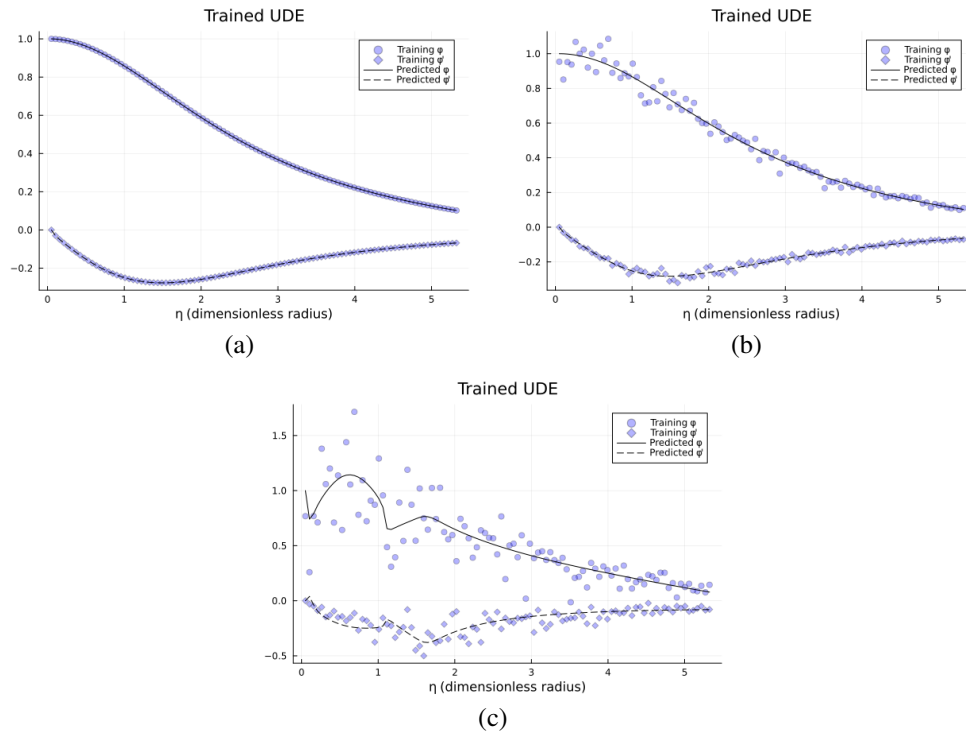 Trained UDE
1.0
0.8
0.6
0.4
0.2
0.0
−0.2
0
1
2
3
4
5
Training φ
Training φ'
Predicted φ
Predicted φ'
η (dimensionless radius)
(a)
Trained UDE
1.0
0.8
0.6
0.4
0.2
0.0
−0.2
0
1
2
3
4
5
Training φ
Training φ'
Predicted φ
Predicted φ'
η (dimensionless radius)
(b)
Trained UDE
1.5
1.0
0.5
0.0
−0.5
0
1
2
3
4
5
Training φ
Training φ'
Predicted φ
Predicted φ'
η (dimensionless radius)
(c)